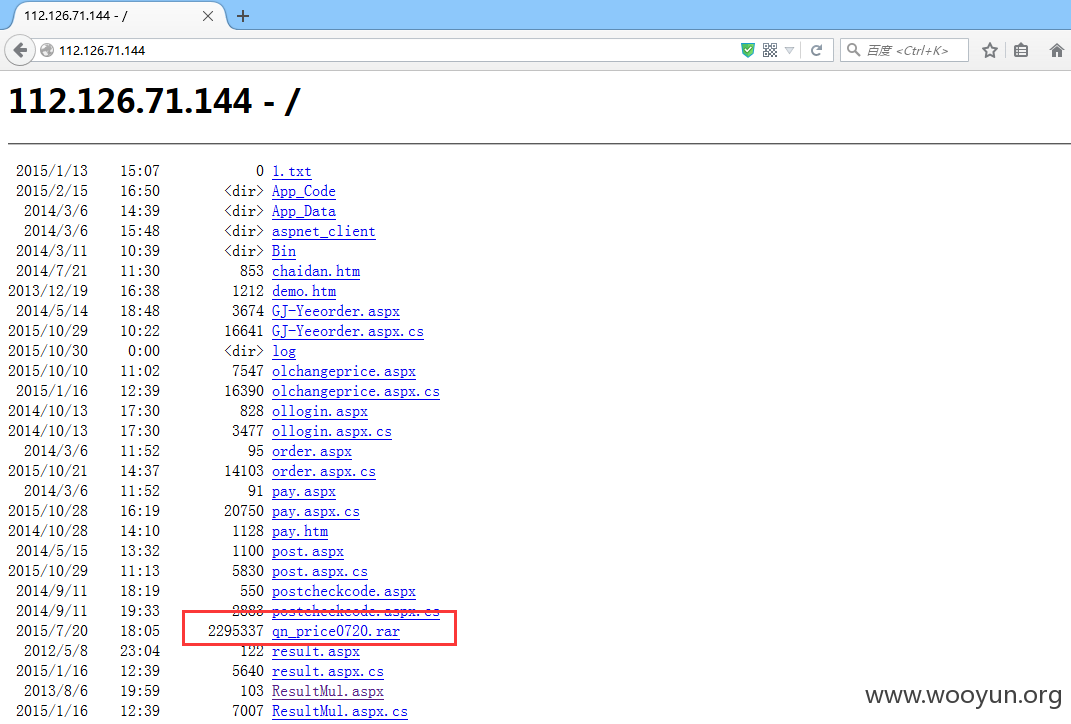 112.126.71.144 - /
112.126.71.144
百度 <Ctrl+K>
112.126.71.144 - /
2015/1/13 15:07 0 1.txt
2015/2/15 16:50 <dir> App_Code
2014/3/6 14:39 <dir> App_Data
2014/3/6 15:48 <dir> aspnet_client
2014/3/11 10:39 <dir> Bin
2014/7/21 11:30 853 chaidan.htm
2013/12/19 16:38 1212 demo.htm
2014/5/14 18:48 3674 GJ-Yeeorder.aspx
2015/10/29 10:22 16641 GJ-Yeeorder.aspx.cs
2015/10/30 0:00 <dir> log
2015/10/10 11:02 7547 olchangeprice.aspx
2015/1/16 12:39 16390 olchangeprice.aspx.cs
2014/10/13 17:30 828 ollogin.aspx
2014/10/13 17:30 3477 ollogin.aspx.cs
2014/3/6 11:52 95 order.aspx
2015/10/21 14:37 14103 order.aspx.cs
2014/3/6 11:52 91 pay.aspx
2015/10/28 16:19 20750 pay.aspx.cs
2014/10/28 14:10 1128 pay.htm
2014/5/15 13:32 1100 post.aspx
2015/10/29 11:13 5830 post.aspx.cs
2014/9/11 18:19 550 postcheckcode.aspx
2014/9/11 19:33 2883 postcheckcode.aspx.cs
2015/7/20 18:05 2295337 qn_price0720.rar
2012/5/8 23:04 122 result.aspx
2015/1/16 12:39 5640 result.aspx.cs
2013/8/6 19:59 103 ResultMul.aspx
2015/1/16 12:39 7007 ResultMul.aspx.cs
www.wooyun.org